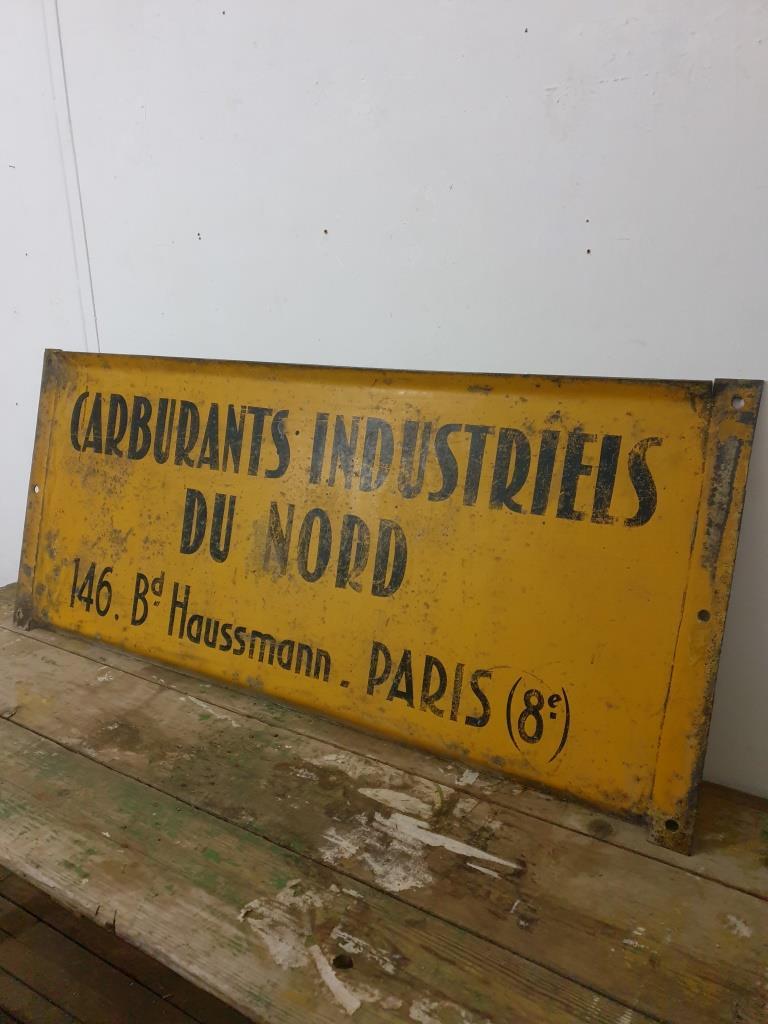 CARBURANTS INDUSTRIELS
DU NORD
146. Bd. Haussmann. PARIS (8e.)